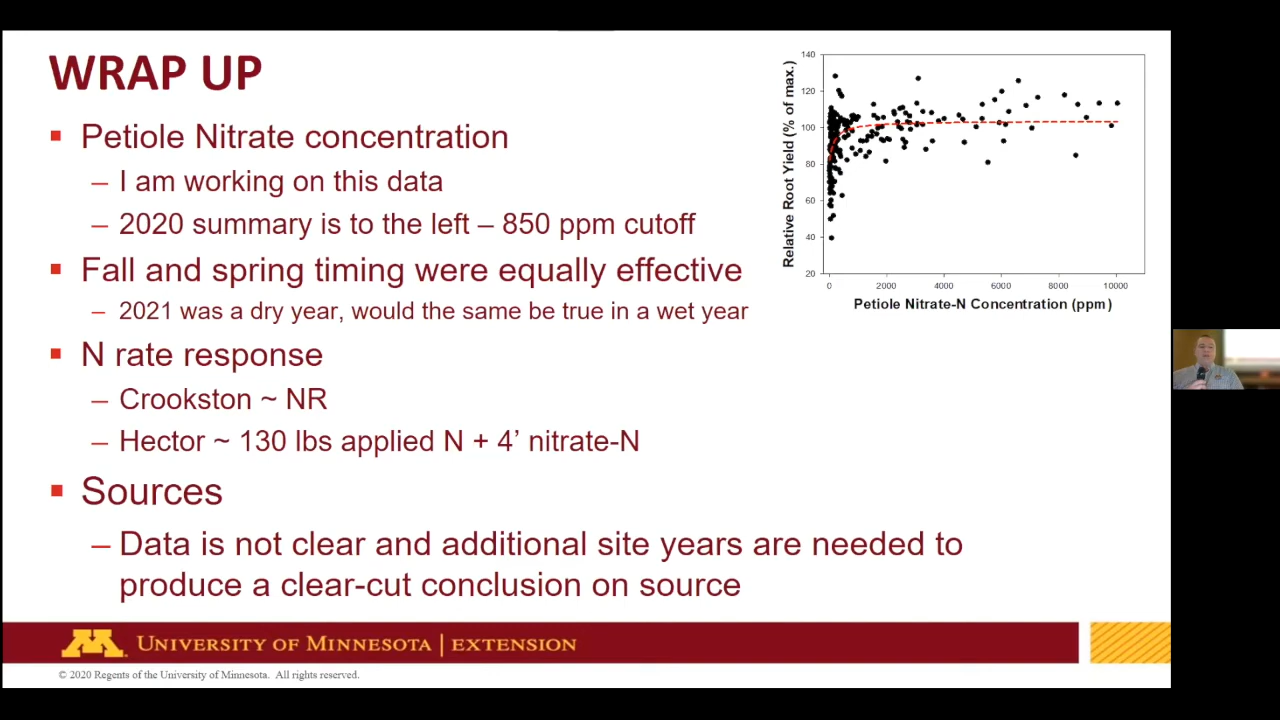 WRAP UP
▪ Petiole Nitrate concentration
– I am working on this data
– 2020 summary is to the left – 850 ppm cutoff
▪ Fall and spring timing were equally effective
– 2021 was a dry year, would the same be true in a wet year
▪ N rate response
– Crookston ~ NR
– Hector ~ 130 lbs applied N + 4’ nitrate-N
▪ Sources
– Data is not clear and additional site years are needed to
produce a clear-cut conclusion on source
Relative Root Yield (% of max.)
140
120
100
80
60
40
20
0 2000 4000 6000 8000 10000
Petiole Nitrate-N Concentration (ppm)
M UNIVERSITY OF MINNESOTA | EXTENSION
© 2020 Regents of the University of Minnesota. All rights reserved.